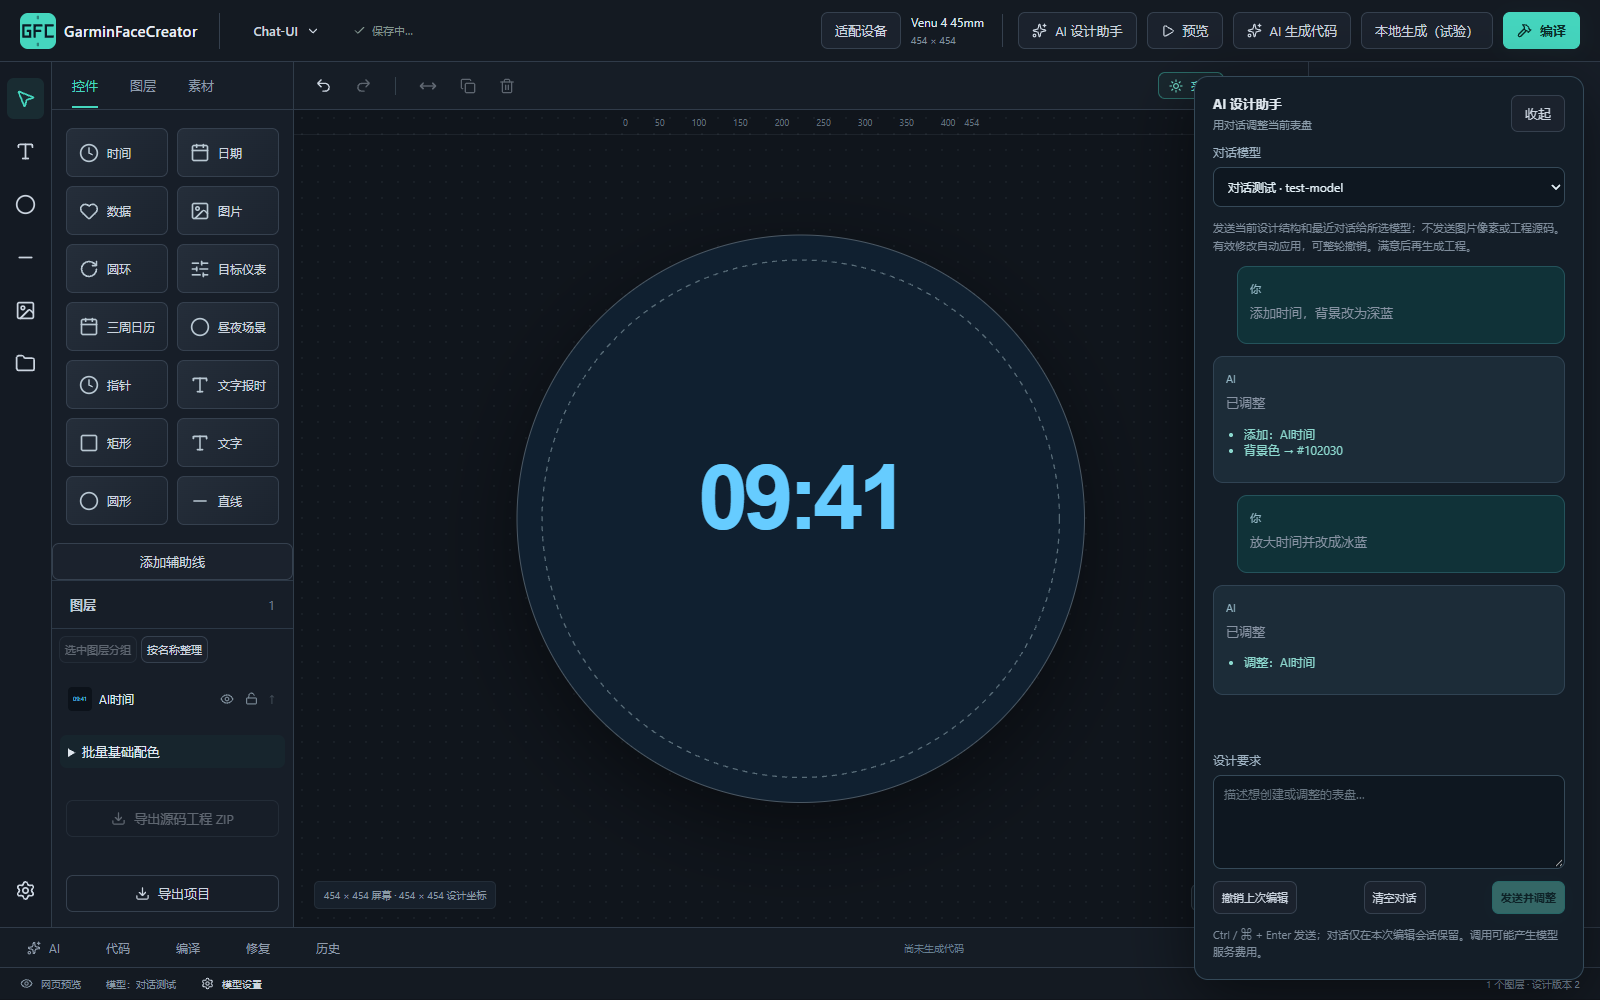 GFC GarminFaceCreator
Chat-UI
保存中...
适配设备
Venu 4 45mm
454 × 454
AI 设计助手
预览
AI 生成代码
本地生成（试验）
编译
控件
图层
素材
时间
日期
数据
图片
圆环
目标仪表
三周日历
昼夜场景
指针
文字报时
矩形
文字
圆形
直线
添加辅助线
图层
1
选中图层分组
按名称整理
09:41
AI时间
批量基础配色
导出源码工程 ZIP
导出项目
0 50 100 150 200 250 300 350 400 454
09:41
454 × 454 屏幕 · 454 × 454 设计坐标
AI 设计助手
用对话调整当前表盘
收起
对话模型
对话测试 · test-model
发送当前设计结构和最近对话给所选模型；不发送图片像素或工程源码。
有效修改自动应用，可整轮撤销。满意后再生成工程。
你
添加时间，背景改为深蓝
AI
已调整
添加：AI时间
背景色 → #102030
你
放大时间并改成冰蓝
AI
已调整
调整：AI时间
设计要求
描述想创建或调整的表盘...
撤销上次编辑
清空对话
发送并调整
Ctrl / ⌘ + Enter 发送；对话仅在本次编辑会话保留。调用可能产生模型
服务费用。
AI
代码
编译
修复
历史
尚未生成代码
网页预览
模型：对话测试
模型设置
1 个图层 · 设计版本 2